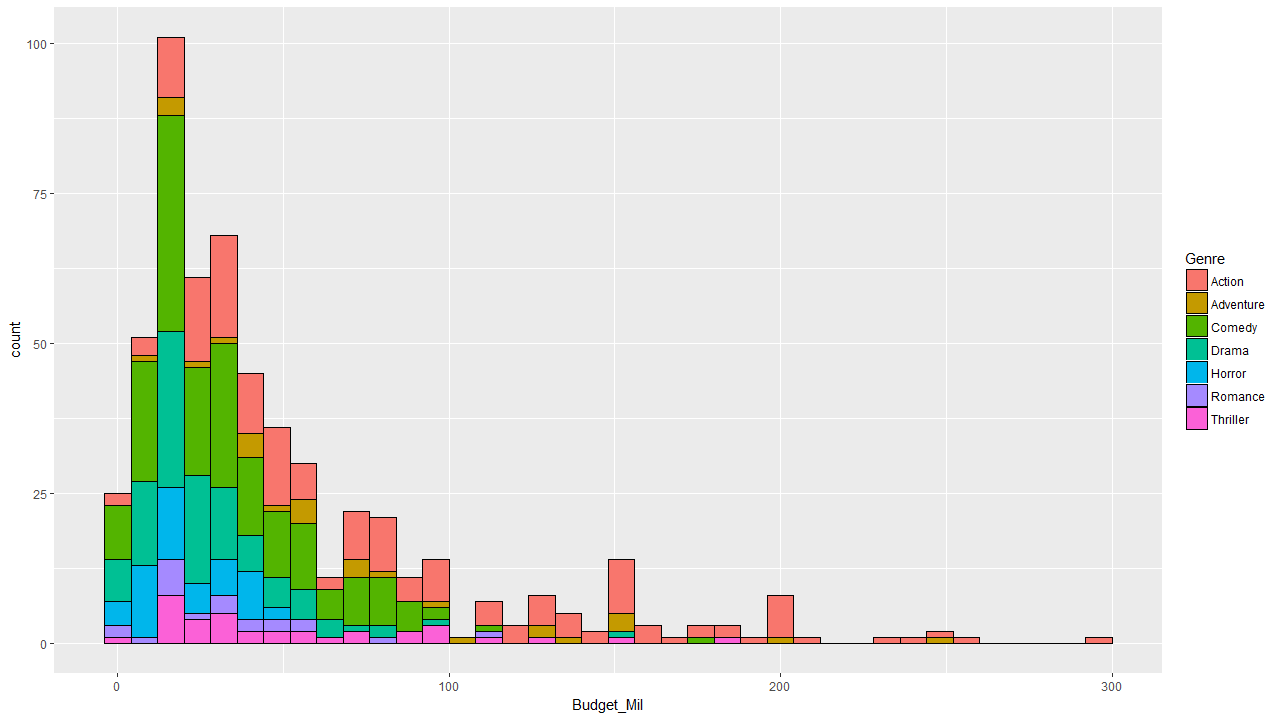 100
75
50
25
0
count
0
100
200
300
Budget_Mil
Genre
Action
Adventure
Comedy
Drama
Horror
Romance
Thriller